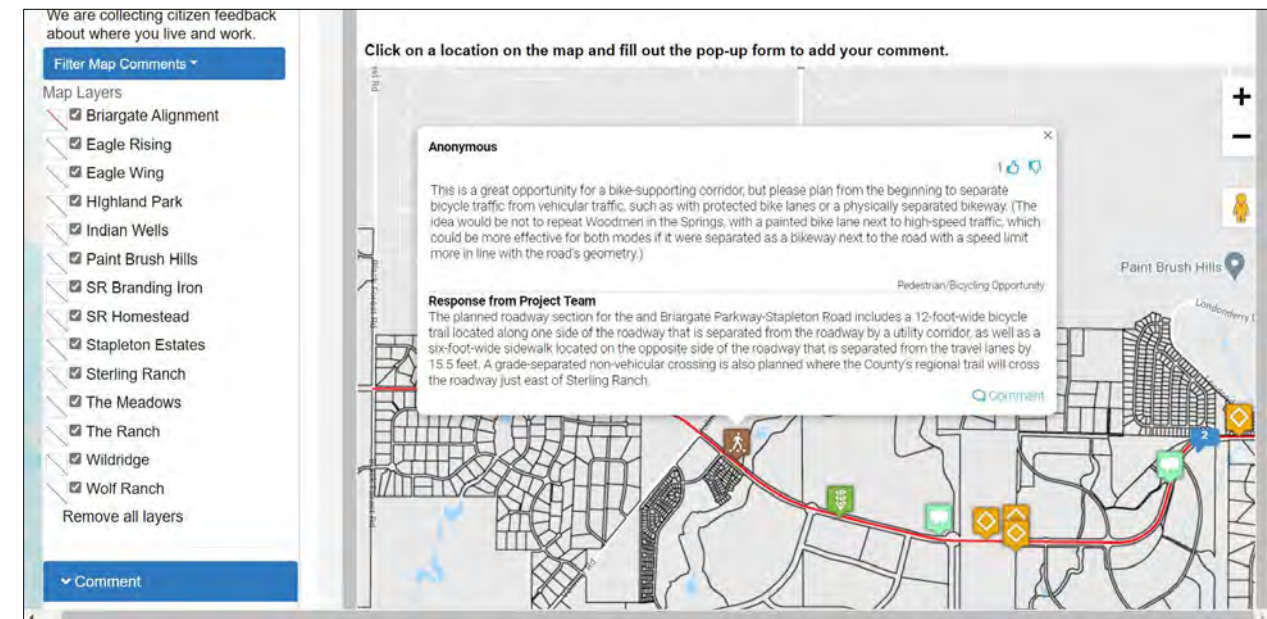 We are collecting citizen feedback
about where you live and work.
Filter Map Comments
Map Layers
Briargate Alignment
Eagle Rising
Eagle Wing
HIghland Park
Indian Wells
Paint Brush Hills
SR Branding Iron
SR Homestead
Stapleton Estates
Sterling Ranch
The Meadows
The Ranch
Wildridge
Wolf Ranch
Remove all layers
Comment
Click on a location on the map and fill out the pop-up form to add your comment.
+
−
Anonymous
1
This is a great opportunity for a bike-supporting corridor, but please plan from the beginning to separate
bicycle traffic from vehicular traffic, such as with protected bike lanes or a physically separated bikeway. (The
idea would be not to repeat Woodmen in the Springs, with a painted bike lane next to high-speed traffic, which
could be more effective for both modes if it were separated as a bikeway next to the road with a speed limit
more in line with the road's geometry.)
Pedestrian/Bicycling Opportunity
Response from Project Team
The planned roadway section for the and Briargate Parkway-Stapleton Road includes a 12-foot-wide bicycle
trail located along one side of the roadway that is separated from the roadway by a utility corridor, as well as a
six-foot-wide sidewalk located on the opposite side of the roadway that is separated from the travel lanes by
15.5 feet. A grade-separated non-vehicular crossing is also planned where the County's regional trail will cross
the roadway just east of Sterling Ranch.
Comment
Paint Brush Hills
Londonderry
2